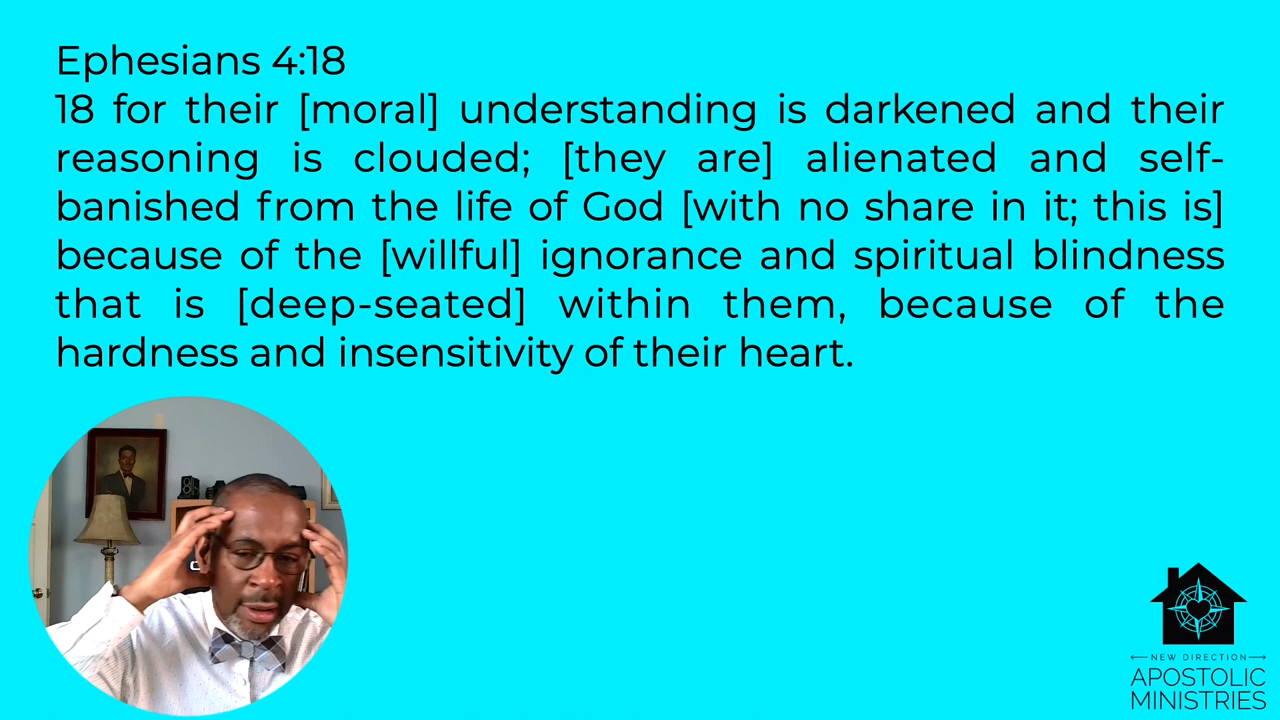 Ephesians 4:18
18 for their [moral] understanding is darkened and their
reasoning is clouded; [they are] alienated and self-
banished from the life of God [with no share in it; this is]
because of the [willful] ignorance and spiritual blindness
that is [deep-seated] within them, because of the
hardness and insensitivity of their heart.
NEW DIRECTION
APOSTOLIC
MINISTRIES